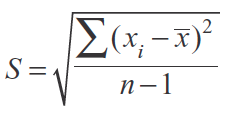 S = √(∑(xᵢ − x̅)² / (n − 1))